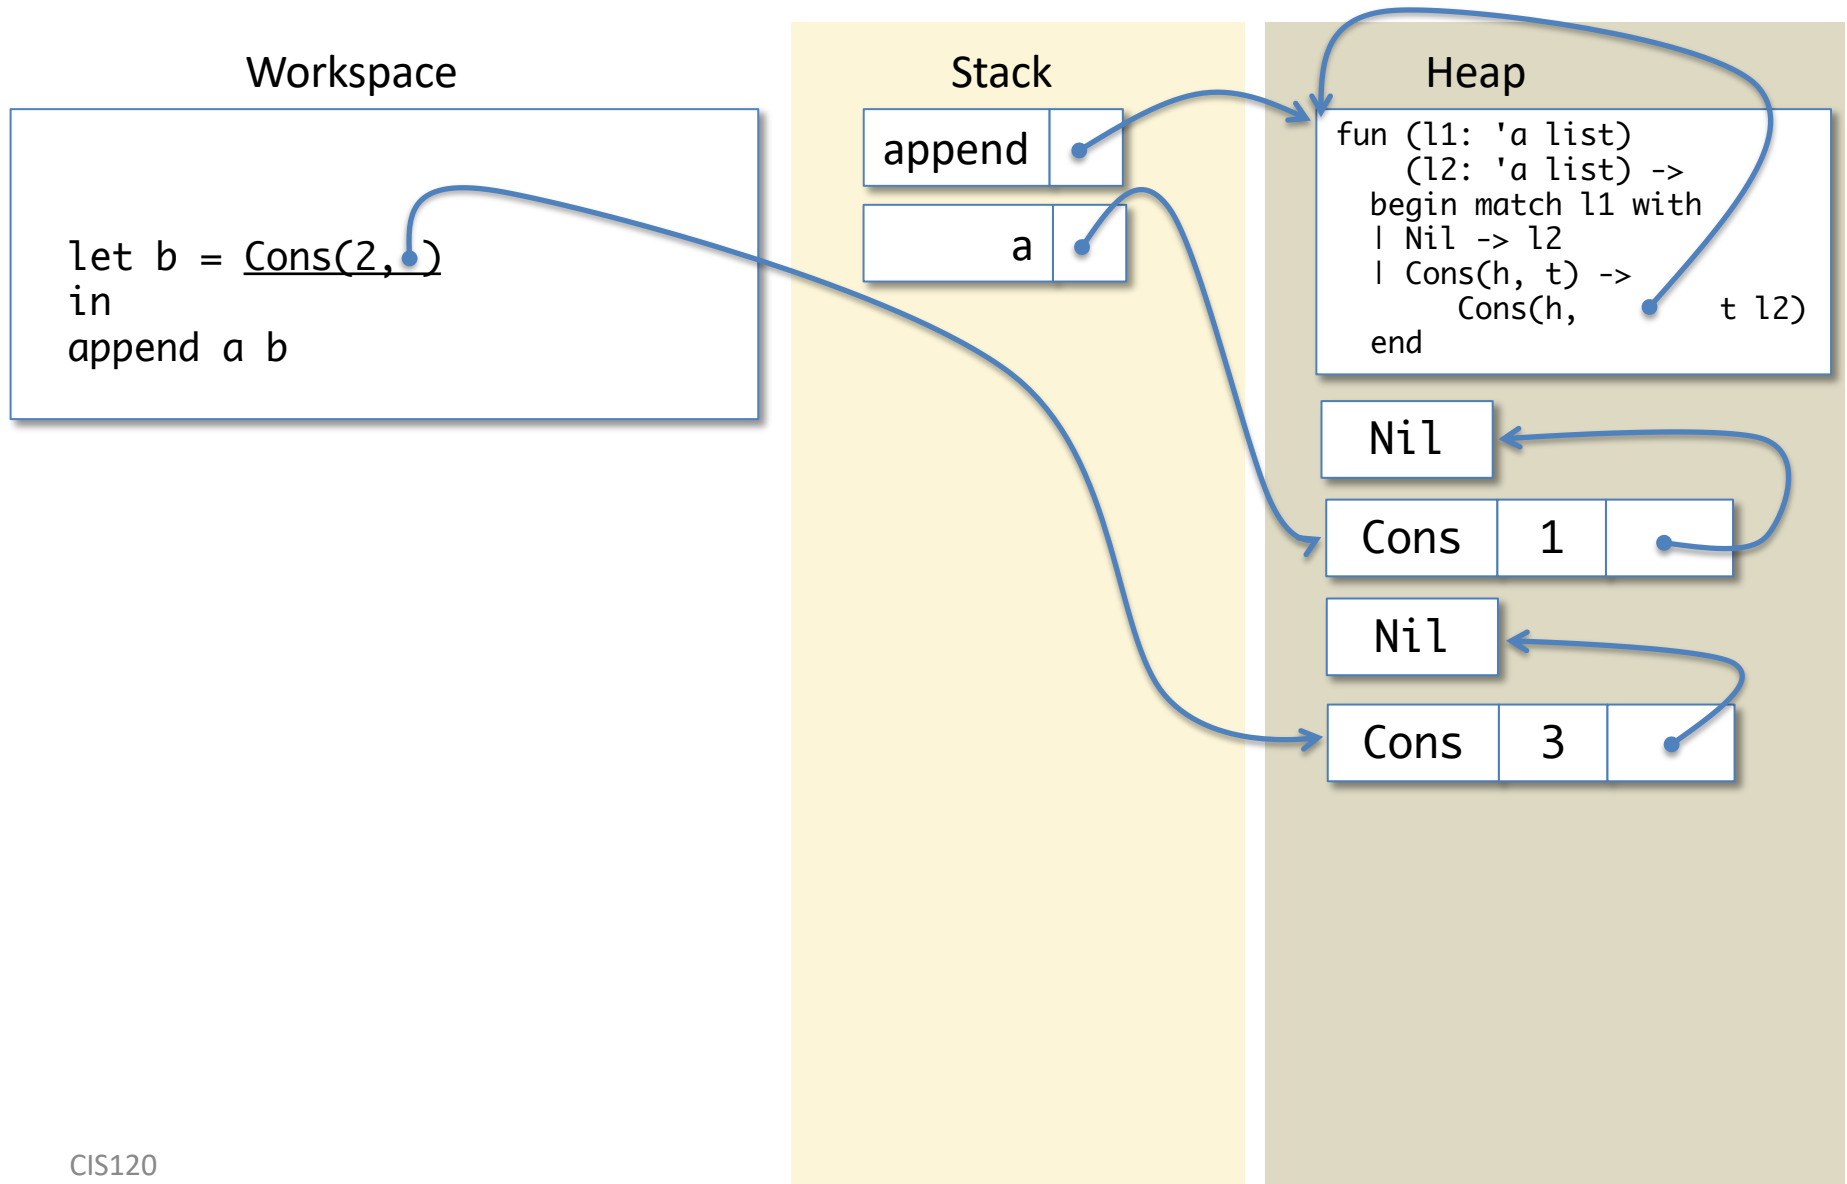 Workspace
let b = Cons(2, )
in
append a b
Stack
append
a
Heap
fun (l1: 'a list)
(l2: 'a list) ->
begin match l1 with
| Nil -> l2
| Cons(h, t) ->
Cons(h, t l2)
end
Nil
Cons 1
Nil
Cons 3
CIS120